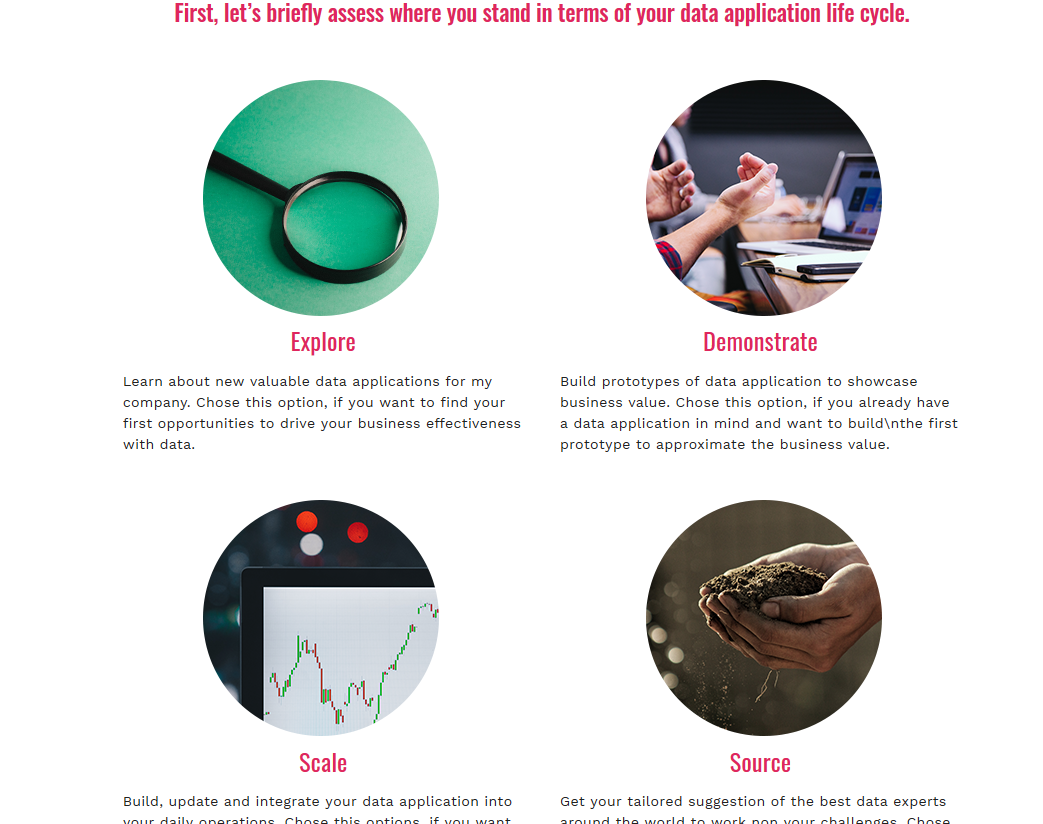 First, let’s briefly assess where you stand in terms of your data application life cycle.
Explore
Learn about new valuable data applications for my
company. Chose this option, if you want to find your
first opportunities to drive your business effectiveness
with data.
Demonstrate
Build prototypes of data application to showcase
business value. Chose this option, if you already have
a data application in mind and want to build\nthe first
prototype to approximate the business value.
Scale
Build, update and integrate your data application into
your daily operations. Chose this options, if you want
Source
Get your tailored suggestion of the best data experts
around the world to work non your challenges. Chose